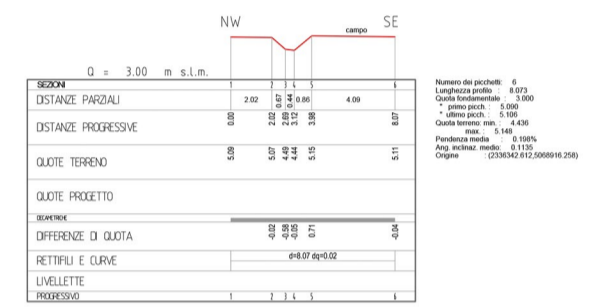 NW
SE
campo
Q = 3.00 m s.l.m.
SEZIONI 1 2 3 4 5 6
DISTANZE PARZIALI 2.02 0.67 0.44 0.86 4.09
DISTANZE PROGRESSIVE 0.00 2.02 2.69 3.12 3.98 8.07
QUOTE TERRENO 5.09 5.07 4.49 4.44 5.15 5.11
QUOTE PROGETTO
DECAMETRICHE
DIFFERENZE DI QUOTA -0.02 -0.58 -0.05 0.71 -0.04
RETTIFILI E CURVE d=8.07 dq=0.02
LIVELLETTE
PROGRESSIVO 1 2 3 4 5 6
Numero dei picchetti: 6
Lunghezza profilo : 8.073
Quota fondamentale : 3.000
* primo picch. : 5.090
* ultimo picch. : 5.106
Quota terreno: min. : 4.436
max. : 5.148
Pendenza media : 0.198%
Ang. inclinaz. medio: 0.1135
Origine : (2336342.612,5068916.258)